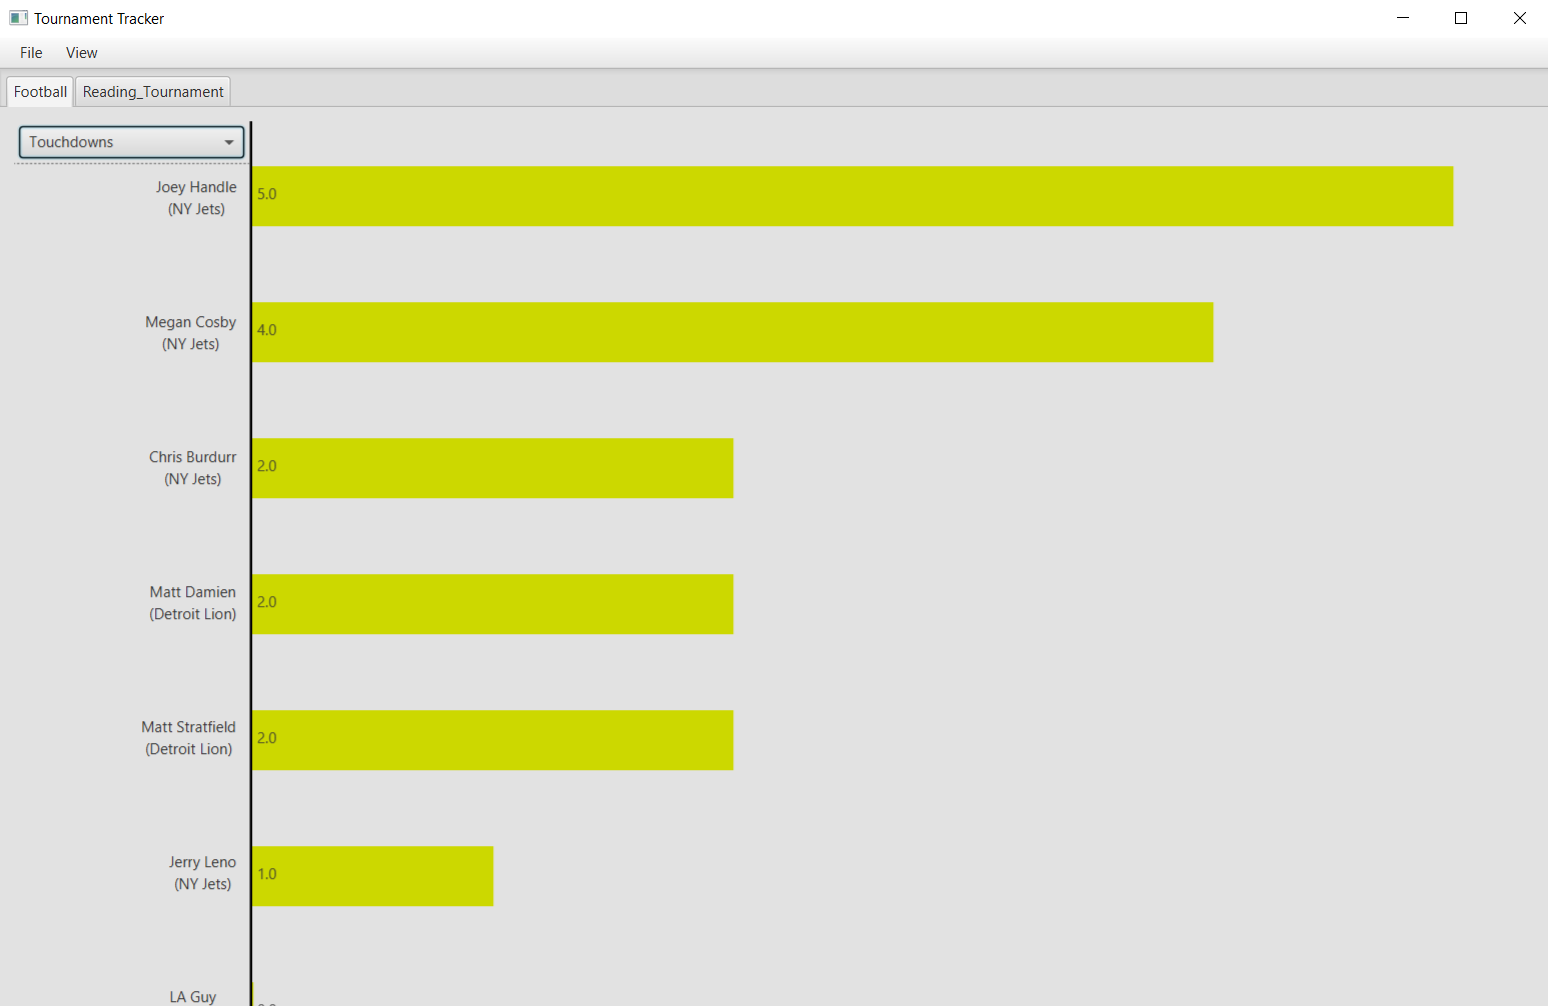 Tournament Tracker
File View
Football Reading_Tournament
Touchdowns
Joey Handle
(NY Jets)
5.0
Megan Cosby
(NY Jets)
4.0
Chris Burdurr
(NY Jets)
2.0
Matt Damien
(Detroit Lion)
2.0
Matt Stratfield
(Detroit Lion)
2.0
Jerry Leno
(NY Jets)
1.0
LA Guy